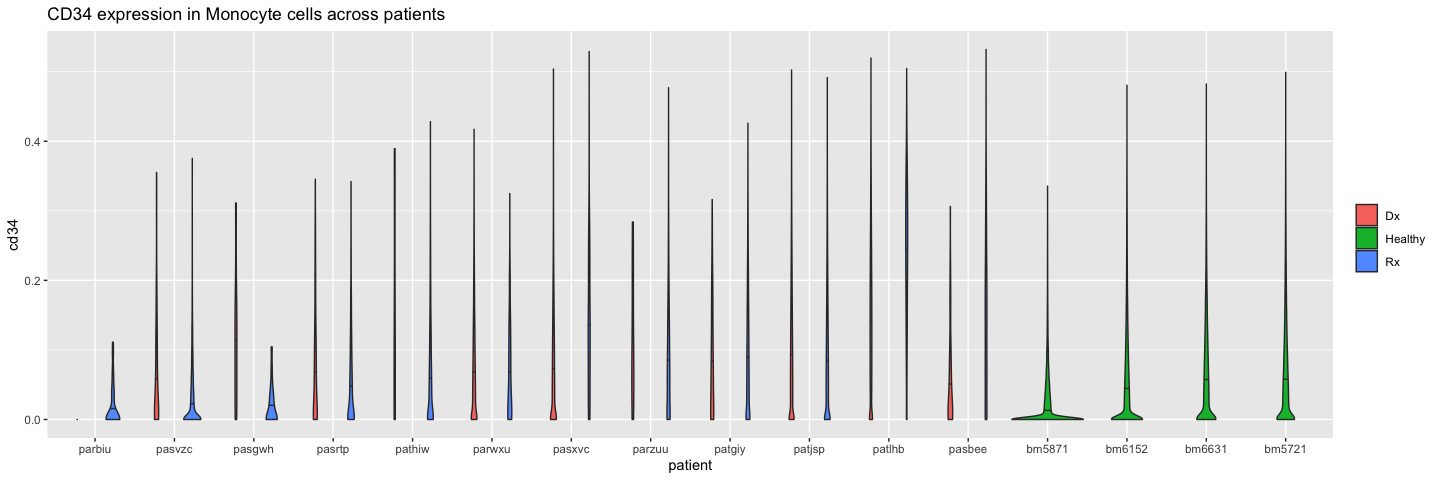 CD34 expression in Monocyte cells across patients
cd34
0.4
0.2
0.0
parbiu pasvzc pasgwh pasrtp pathiw parwxu pasxvc parzuu patgiy patjsp patlhb pasbee bm5871 bm6152 bm6631 bm5721
patient
Dx
Healthy
Rx